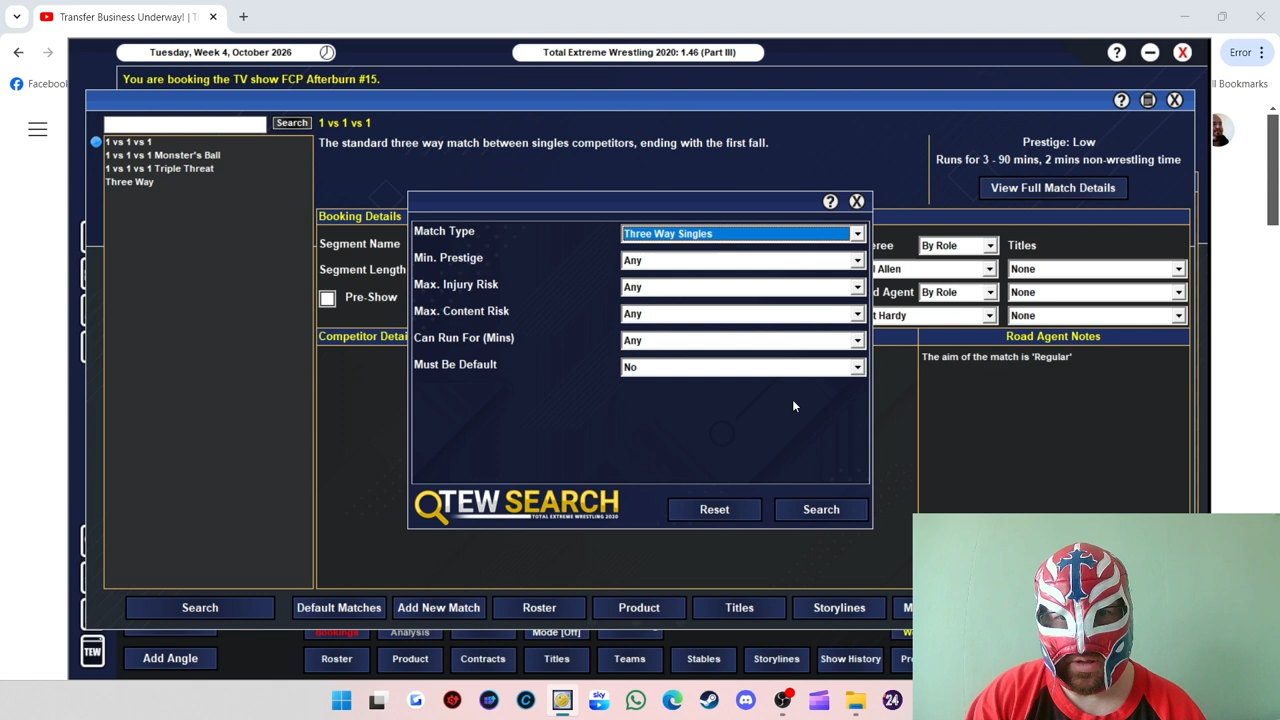 Transfer Business Underway! | T
Error
Faceboo
ll Bookmarks
Tuesday, Week 4, October 2026
Total Extreme Wrestling 2020: 1.46 (Part III)
You are booking the TV show FCP Afterburn #15.
Search
1 vs 1 vs 1
1 vs 1 vs 1
1 vs 1 vs 1 Monster's Ball
1 vs 1 vs 1 Triple Threat
Three Way
The standard three way match between singles competitors, ending with the first fall.
Prestige: Low
Runs for 3 - 90 mins, 2 mins non-wrestling time
View Full Match Details
Booking Details
Segment Name
Segment Length
Pre-Show
Competitor Detai
eree
By Role
Titles
l Allen
None
d Agent
By Role
None
t Hardy
None
Road Agent Notes
The aim of the match is 'Regular'
Match Type
Three Way Singles
Min. Prestige
Any
Max. Injury Risk
Any
Max. Content Risk
Any
Can Run For (Mins)
Any
Must Be Default
No
TEW SEARCH
TOTAL EXTREME WRESTLING 2020
Reset
Search
Search
Default Matches
Add New Match
Roster
Product
Titles
Storylines
M
Bookings
Analysis
Mode [Off]
W
TEW
Add Angle
Roster
Product
Contracts
Titles
Teams
Stables
Storylines
Show History
Pr
sky
24